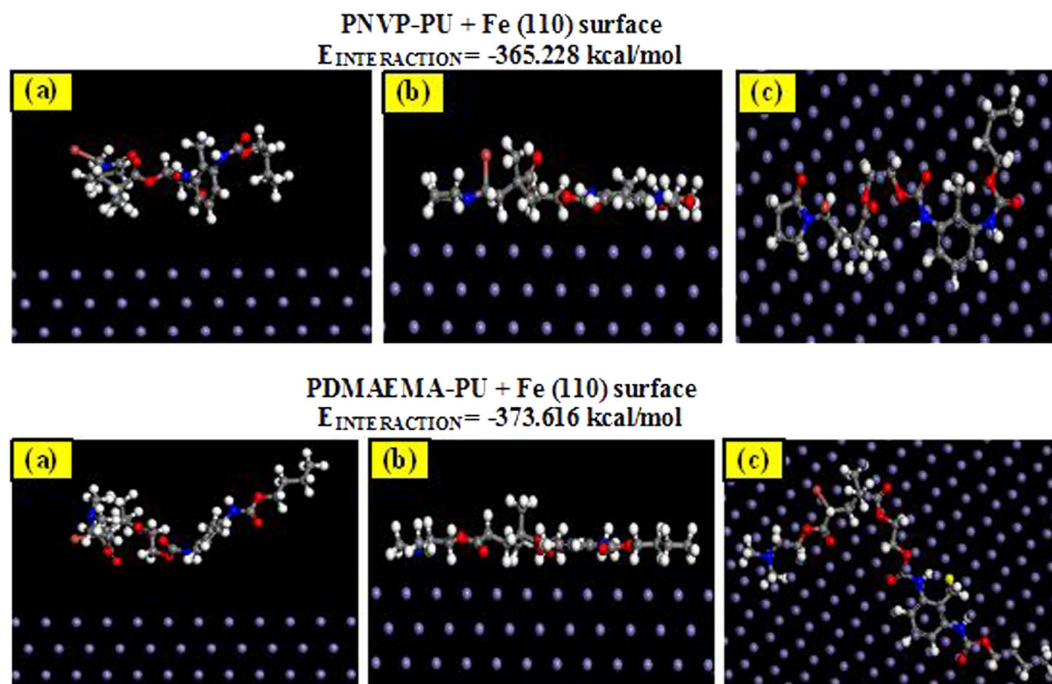 PNVP-PU + Fe (110) surface
EINTERACTION= -365.228 kcal/mol
(a)
(b)
(c)
PDMAEMA-PU + Fe (110) surface
EINTERACTION= -373.616 kcal/mol
(a)
(b)
(c)